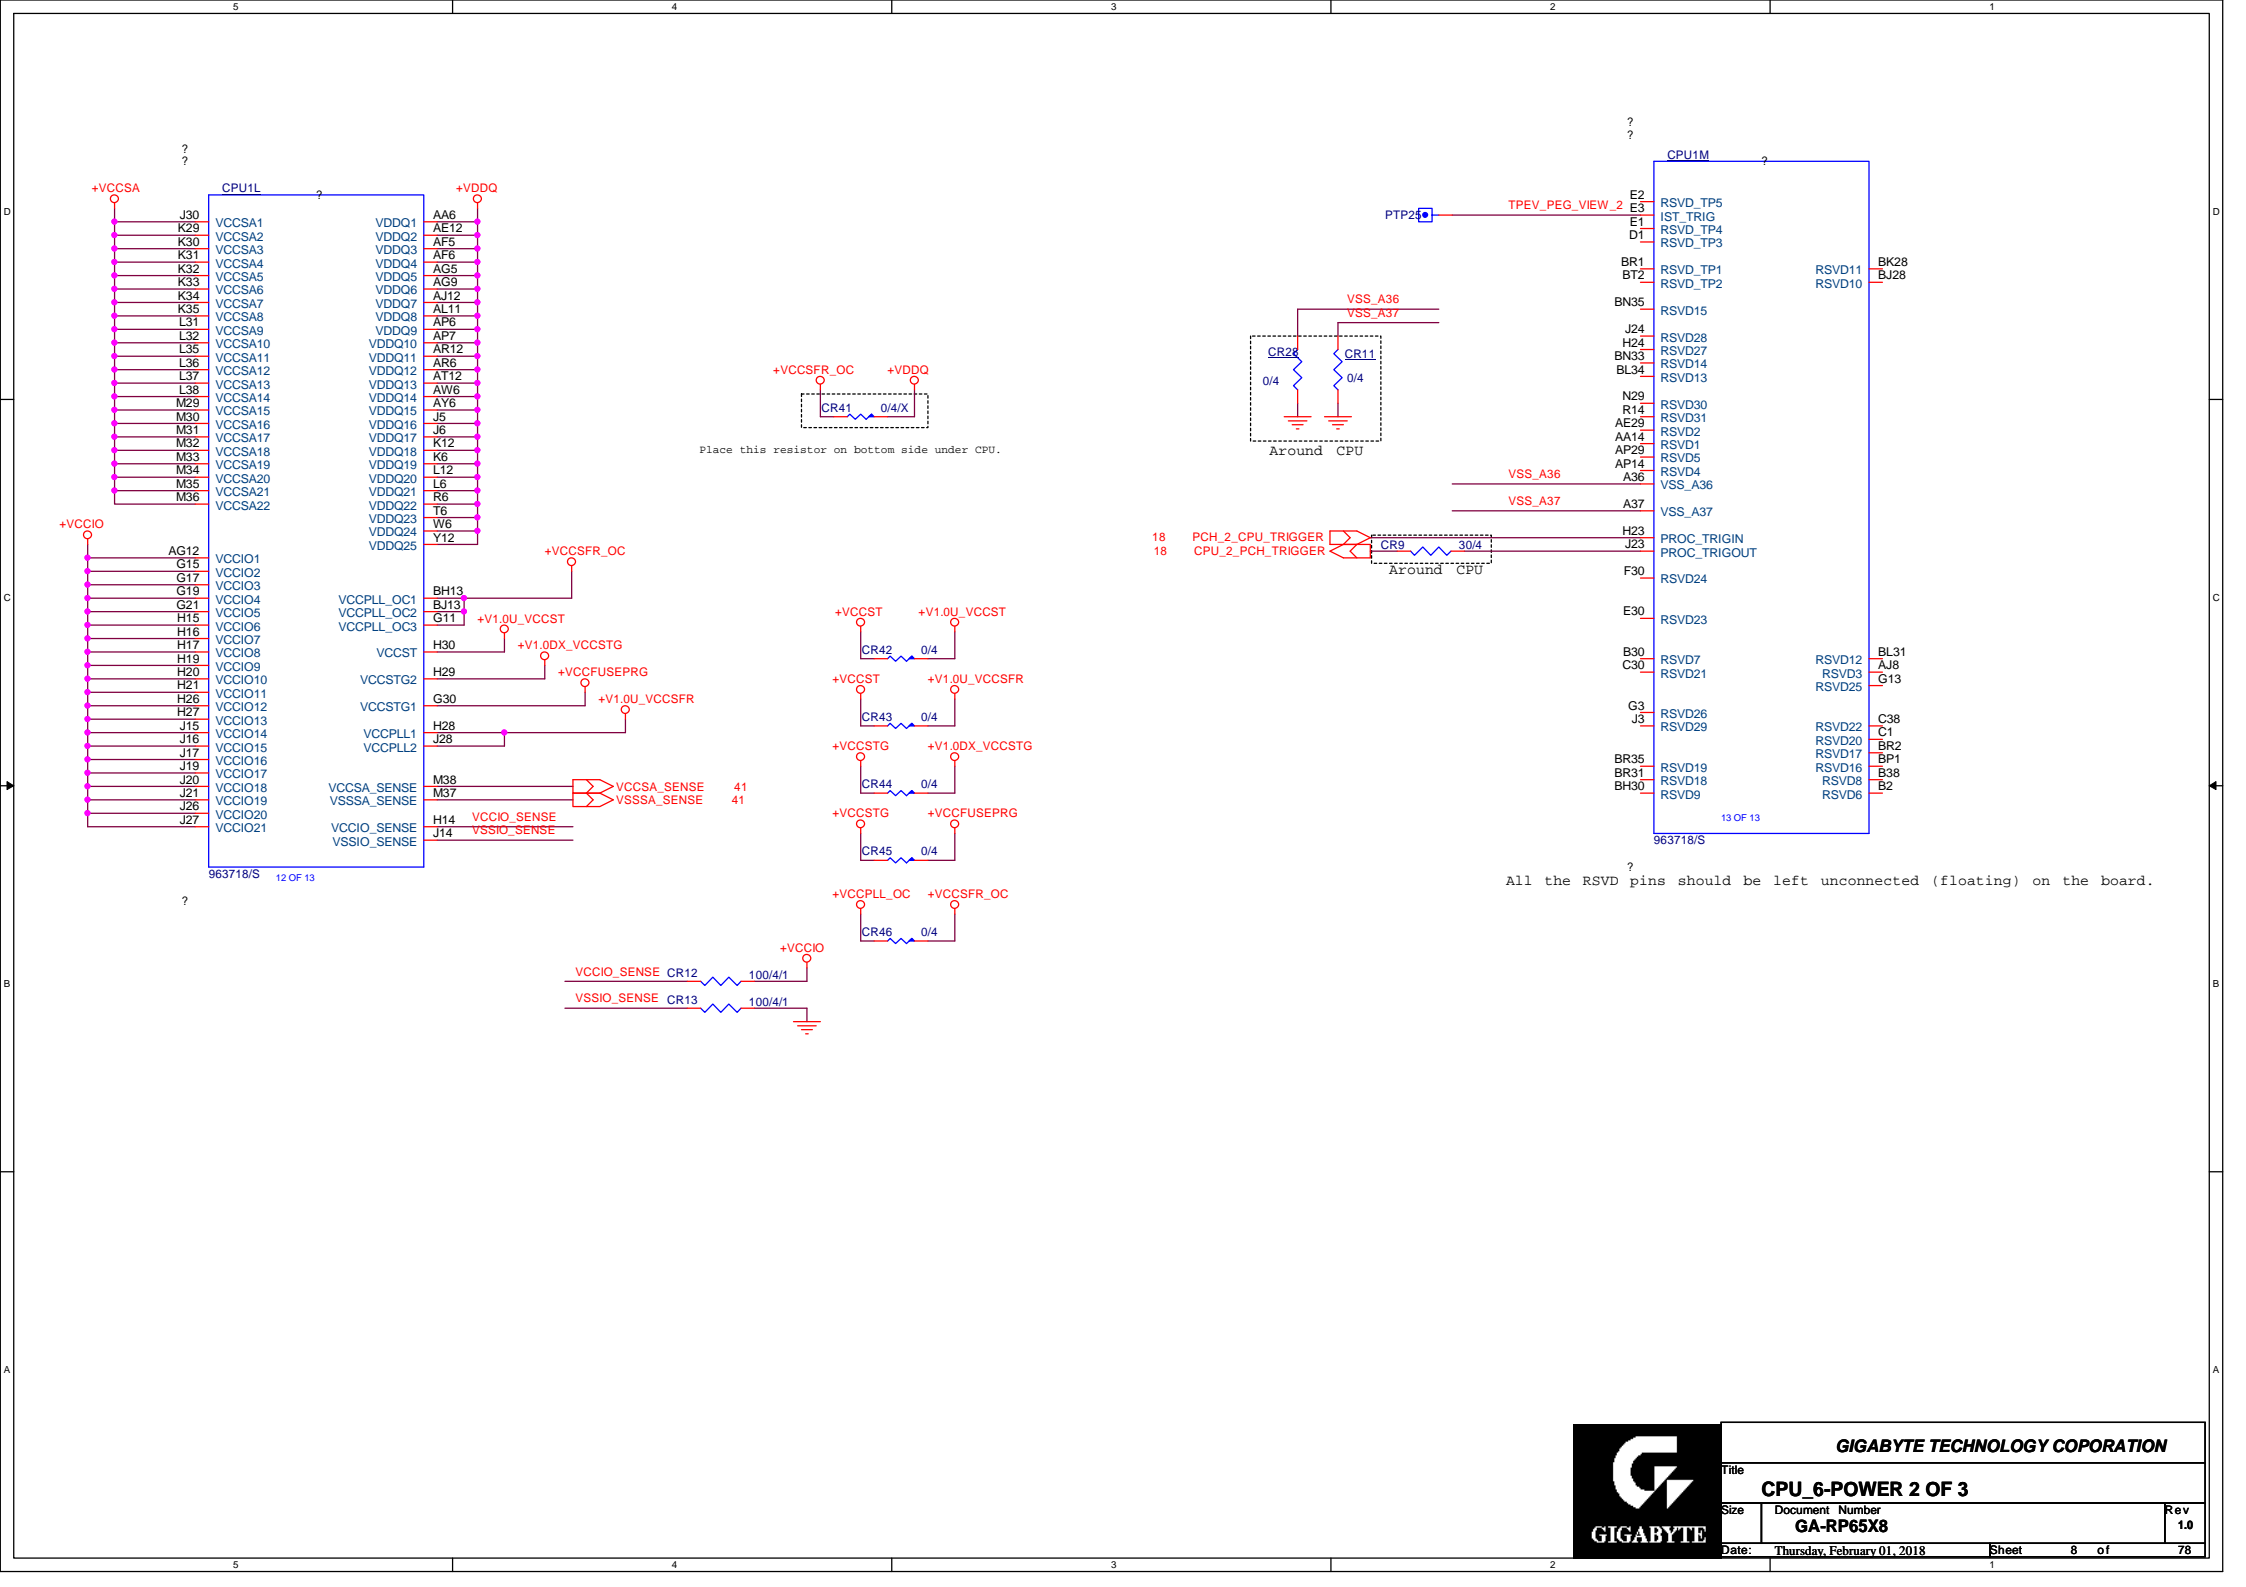 5 4 3 2 1
D
C
B
A
?
?
+VCCSA
CPU1L
?
+VDDQ
J30 VCCSA1 VDDQ1 AA6
K29 VCCSA2 VDDQ2 AE12
K30 VCCSA3 VDDQ3 AF5
K31 VCCSA4 VDDQ4 AF6
K32 VCCSA5 VDDQ5 AG5
K33 VCCSA6 VDDQ6 AG9
K34 VCCSA7 VDDQ7 AJ12
K35 VCCSA8 VDDQ8 AL11
L31 VCCSA9 VDDQ9 AP6
L32 VCCSA10 VDDQ10 AP7
L35 VCCSA11 VDDQ11 AR12
L36 VCCSA12 VDDQ12 AR6
L37 VCCSA13 VDDQ13 AT12
L38 VCCSA14 VDDQ14 AW6
M29 VCCSA15 VDDQ15 AY6
M30 VCCSA16 VDDQ16 J5
M31 VCCSA17 VDDQ17 J6
M32 VCCSA18 VDDQ18 K12
M33 VCCSA19 VDDQ19 K6
M34 VCCSA20 VDDQ20 L12
M35 VCCSA21 VDDQ21 L6
M36 VCCSA22 VDDQ22 R6
VDDQ23 T6
VDDQ24 W6
VDDQ25 Y12
+VCCIO
AG12 VCCIO1
G15 VCCIO2
G17 VCCIO3
G19 VCCIO4
G21 VCCIO5
H15 VCCIO6
H16 VCCIO7
H17 VCCIO8
H19 VCCIO9
H20 VCCIO10
H21 VCCIO11
H26 VCCIO12
H27 VCCIO13
J15 VCCIO14
J16 VCCIO15
J17 VCCIO16
J19 VCCIO17
J20 VCCIO18
J21 VCCIO19
J26 VCCIO20
J27 VCCIO21
+VCCSFR_OC
VCCPLL_OC1 BH13
VCCPLL_OC2 BJ13
VCCPLL_OC3 G11
+V1.0U_VCCST
VCCST H30
+V1.0DX_VCCSTG
VCCSTG2 H29
+VCCFUSEPRG
VCCSTG1 G30
+V1.0U_VCCSFR
VCCPLL1 H28
VCCPLL2 J28
VCCSA_SENSE M38 VCCSA_SENSE 41
VSSSA_SENSE M37 VSSSA_SENSE 41
VCCIO_SENSE H14 VCCIO_SENSE
VSSIO_SENSE J14 VSSIO_SENSE
963718/S 12 OF 13
?
+VCCSFR_OC +VDDQ
CR41 0/4/X
Place this resistor on bottom side under CPU.
+VCCST +V1.0U_VCCST
CR42 0/4
+VCCST +V1.0U_VCCSFR
CR43 0/4
+VCCSTG +V1.0DX_VCCSTG
CR44 0/4
+VCCSTG +VCCFUSEPRG
CR45 0/4
+VCCPLL_OC +VCCSFR_OC
CR46 0/4
+VCCIO
VCCIO_SENSE CR12 100/4/1
VSSIO_SENSE CR13 100/4/1
VSS_A36
VSS_A37
CR28 CR11
0/4 0/4
Around CPU
?
?
CPU1M
?
E2 RSVD_TP5
PTP25 TPEV_PEG_VIEW_2 E3 IST_TRIG
E1 RSVD_TP4
D1 RSVD_TP3
BR1 RSVD_TP1 RSVD11 BK28
BT2 RSVD_TP2 RSVD10 BJ28
BN35 RSVD15
J24 RSVD28
H24 RSVD27
BN33 RSVD14
BL34 RSVD13
N29 RSVD30
R14 RSVD31
AE29 RSVD2
AA14 RSVD1
AP29 RSVD5
AP14 RSVD4
VSS_A36 A36 VSS_A36
VSS_A37 A37 VSS_A37
18 PCH_2_CPU_TRIGGER H23 PROC_TRIGIN
18 CPU_2_PCH_TRIGGER CR9 30/4 J23 PROC_TRIGOUT
Around CPU
F30 RSVD24
E30 RSVD23
B30 RSVD7 RSVD12 BL31
C30 RSVD21 RSVD3 AJ8
RSVD25 G13
G3 RSVD26
J3 RSVD29 RSVD22 C38
RSVD20 C1
RSVD17 BR2
BR35 RSVD19 RSVD16 BP1
BR31 RSVD18 RSVD8 B38
BH30 RSVD9 RSVD6 B2
13 OF 13
963718/S
?
All the RSVD pins should be left unconnected (floating) on the board.
GIGABYTE
GIGABYTE TECHNOLOGY COPORATION
Title
CPU_6-POWER 2 OF 3
Size Document Number Rev
GA-RP65X8 1.0
Date: Thursday, February 01, 2018 Sheet 8 of 78
D
C
B
A
5 4 3 2 1